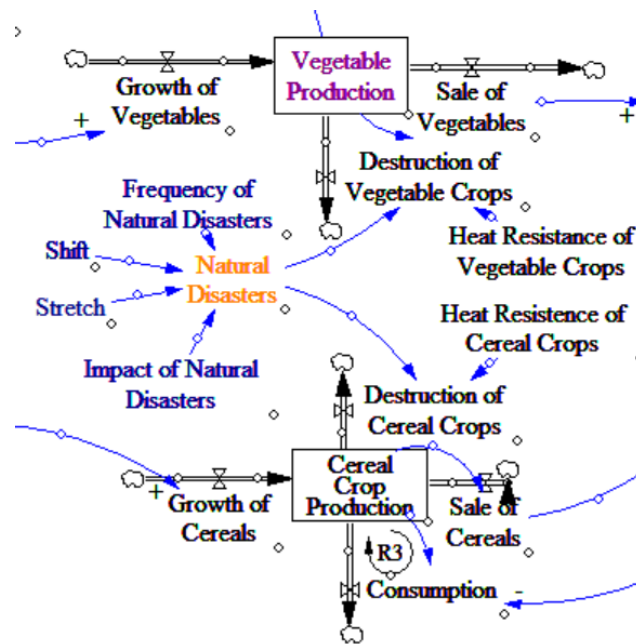 Vegetable
Production
Growth of
Vegetables
+
Sale of
Vegetables
+
Destruction of
Vegetable Crops
Frequency of
Natural Disasters
Heat Resistance of
Vegetable Crops
Shift
Natural
Disasters
Stretch
Heat Resistence of
Cereal Crops
Impact of Natural
Disasters
Destruction of
Cereal Crops
Cereal
Crop
Production
+
Growth of
Cereals
Sale of
Cereals
R3
Consumption
-